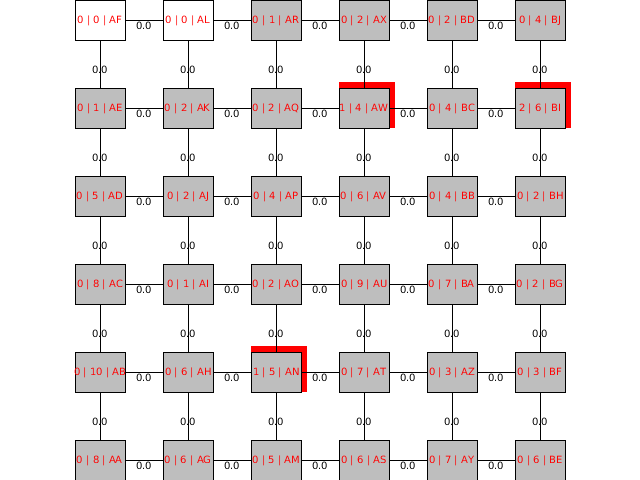 0 | 0 | AF 0.0 0 | 0 | AL 0.0 0 | 1 | AR 0.0 0 | 2 | AX 0.0 0 | 2 | BD 0.0 0 | 4 | BJ
0.0 0.0 0.0 0.0 0.0 0.0
0 | 1 | AE 0.0 0 | 2 | AK 0.0 0 | 2 | AQ 0.0 1 | 4 | AW 0.0 0 | 4 | BC 0.0 2 | 6 | BI
0.0 0.0 0.0 0.0 0.0 0.0
0 | 5 | AD 0.0 0 | 2 | AJ 0.0 0 | 4 | AP 0.0 0 | 6 | AV 0.0 0 | 4 | BB 0.0 0 | 2 | BH
0.0 0.0 0.0 0.0 0.0 0.0
0 | 8 | AC 0.0 0 | 1 | AI 0.0 0 | 2 | AO 0.0 0 | 9 | AU 0.0 0 | 7 | BA 0.0 0 | 2 | BG
0.0 0.0 0.0 0.0 0.0 0.0
0 | 10 | AB 0.0 0 | 6 | AH 0.0 1 | 5 | AN 0.0 0 | 7 | AT 0.0 0 | 3 | AZ 0.0 0 | 3 | BF
0.0 0.0 0.0 0.0 0.0 0.0
0 | 8 | AA 0.0 0 | 6 | AG 0.0 0 | 5 | AM 0.0 0 | 6 | AS 0.0 0 | 7 | AY 0.0 0 | 6 | BE